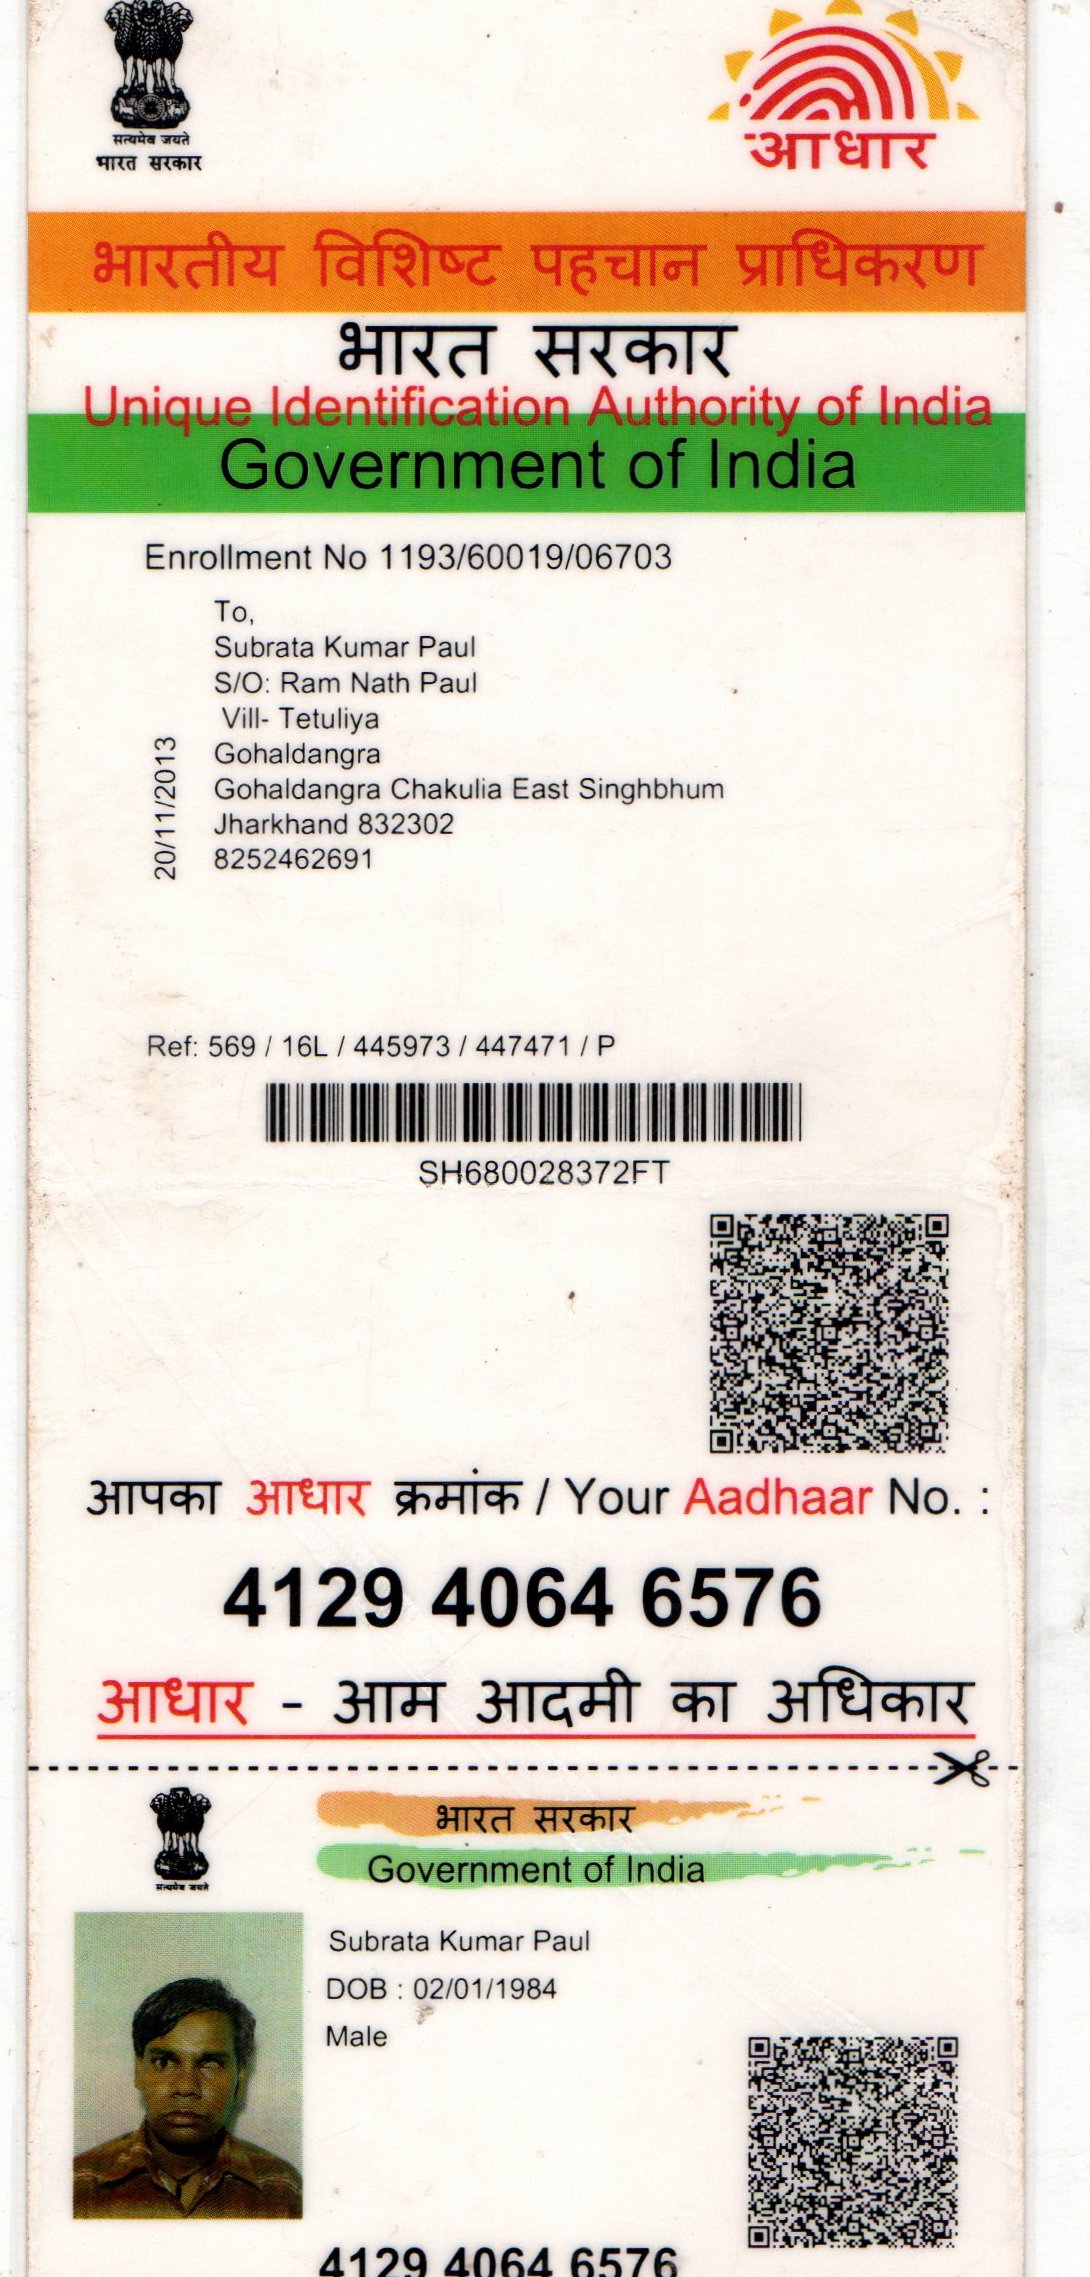 सत्यमेव जयते
भारत सरकार
आधार
भारतीय विशिष्ट पहचान प्राधिकरण
भारत सरकार
Unique Identification Authority of India
Government of India
Enrollment No 1193/60019/06703
To,
Subrata Kumar Paul
S/O: Ram Nath Paul
Vill- Tetuliya
Gohaldangra
Gohaldangra Chakulia East Singhbhum
Jharkhand 832302
8252462691
20/11/2013
Ref: 569 / 16L / 445973 / 447471 / P
SH680028372FT
आपका आधार क्रमांक / Your Aadhaar No. :
4129 4064 6576
आधार - आम आदमी का अधिकार
सत्यमेव जयते
भारत सरकार
Government of India
Subrata Kumar Paul
DOB : 02/01/1984
Male
4129 4064 6576